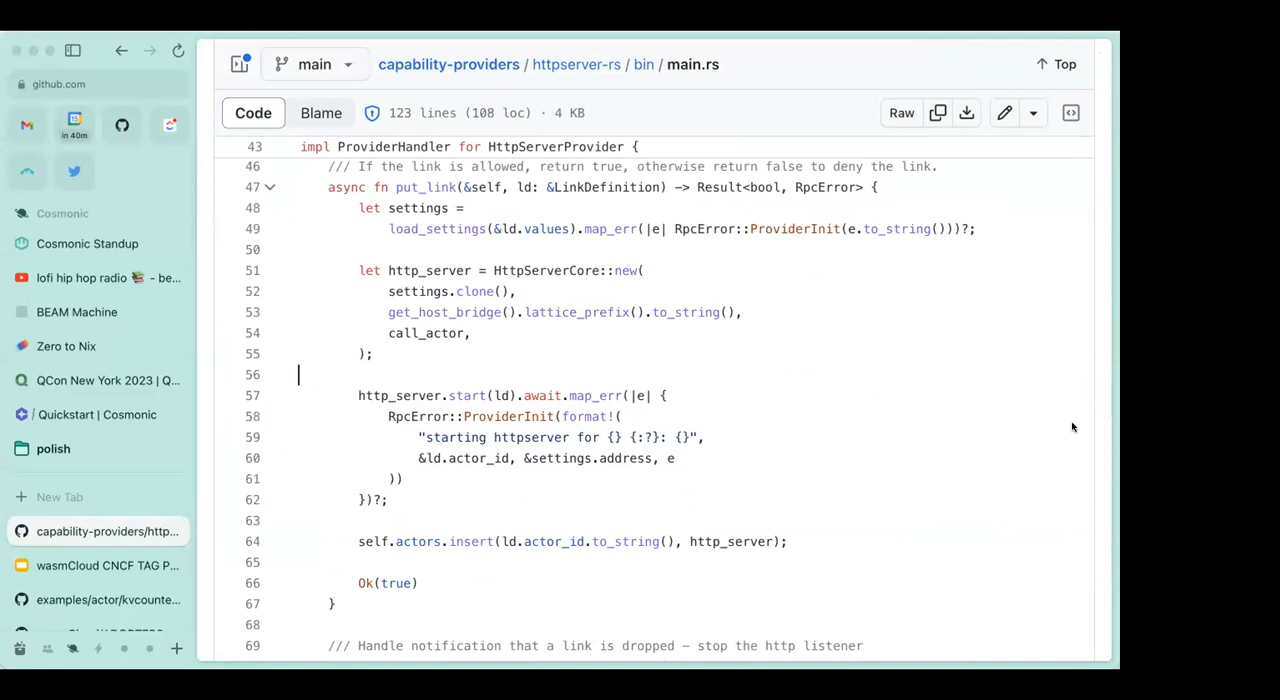 github.com
15
in 40m
Cosmonic
Cosmonic Standup
lofi hip hop radio 📚 - be...
BEAM Machine
Zero to Nix
QCon New York 2023 | Q...
/ Quickstart | Cosmonic
polish
New Tab
capability-providers/http...
wasmCloud CNCF TAG P...
examples/actor/kvcounte...
main
capability-providers / httpserver-rs / bin / main.rs
Top
Code
Blame
123 lines (108 loc) · 4 KB
Raw
43 impl ProviderHandler for HttpServerProvider {
46 /// If the link is allowed, return true, otherwise return false to deny the link.
47 async fn put_link(&self, ld: &LinkDefinition) -> Result<bool, RpcError> {
48 let settings =
49 load_settings(&ld.values).map_err(|e| RpcError::ProviderInit(e.to_string()))?;
50
51 let http_server = HttpServerCore::new(
52 settings.clone(),
53 get_host_bridge().lattice_prefix().to_string(),
54 call_actor,
55 );
56
57 http_server.start(ld).await.map_err(|e| {
58 RpcError::ProviderInit(format!(
59 "starting httpserver for {} {:?}: {}",
60 &ld.actor_id, &settings.address, e
61 ))
62 })?;
63
64 self.actors.insert(ld.actor_id.to_string(), http_server);
65
66 Ok(true)
67 }
68
69 /// Handle notification that a link is dropped – stop the http listener